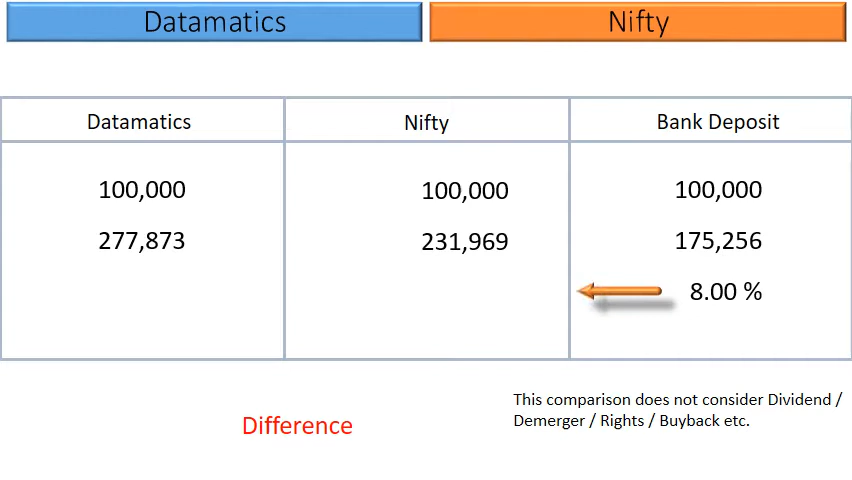 Datamatics Nifty
Datamatics Nifty Bank Deposit
100,000 100,000 100,000
277,873 231,969 175,256
8.00 %
This comparison does not consider Dividend /
Demerger / Rights / Buyback etc.
Difference